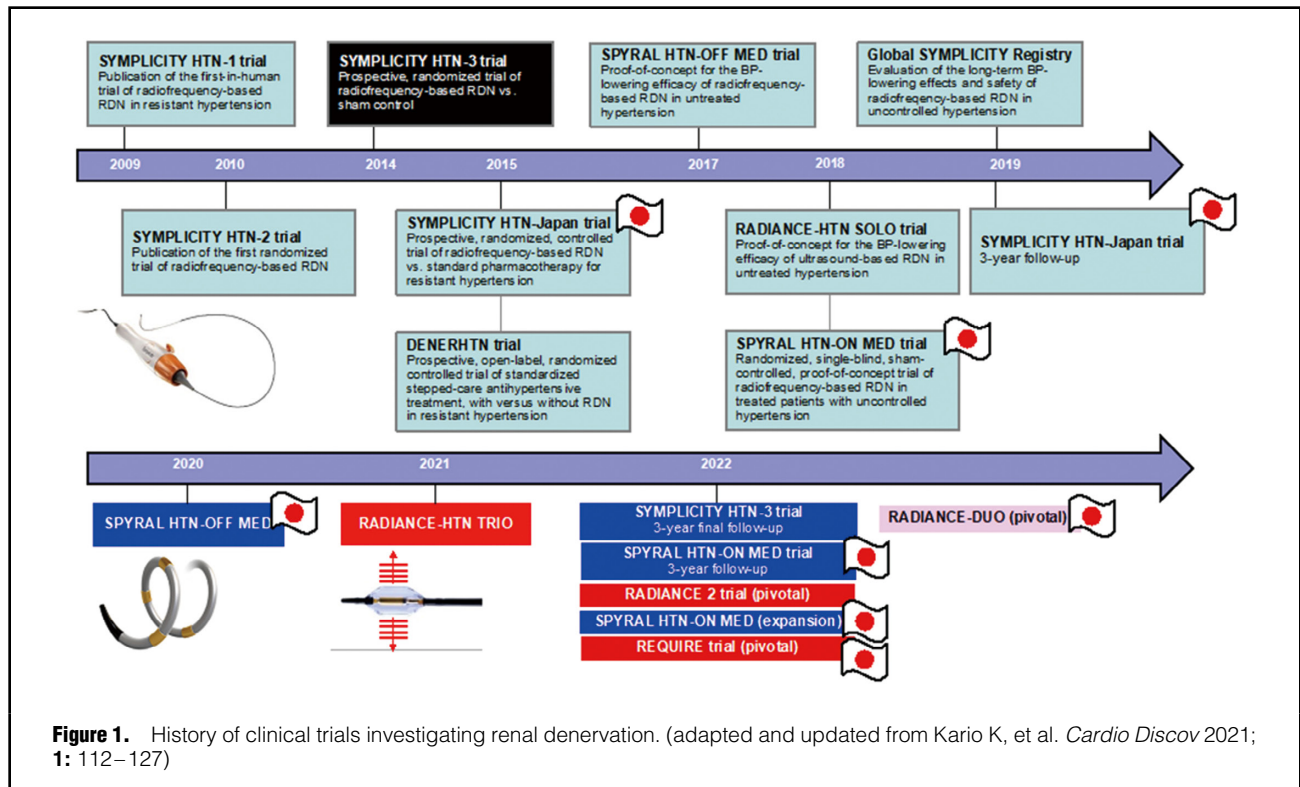 SYMPLICITY HTN-1 trial
Publication of the first-in-human
trial of radiofrequency-based
RDN in resistant hypertension
SYMPLICITY HTN-3 trial
Prospective, randomized trial of
radiofrequency-based RDN vs.
sham control
SPYRAL HTN-OFF MED trial
Proof-of-concept for the BP-
lowering efficacy of radiofrequency-
based RDN in untreated
hypertension
Global SYMPLICITY Registry
Evaluation of the long-term BP-
lowering effects and safety of
radiofreqency-based RDN in
uncontrolled hypertension
2009
2010
2014
2015
2017
2018
2019
SYMPLICITY HTN-2 trial
Publication of the first randomized
trial of radiofrequency-based RDN
SYMPLICITY HTN-Japan trial
Prospective, randomized, controlled
trial of radiofrequency-based RDN
vs. standard pharmacotherapy for
resistant hypertension
RADIANCE-HTN SOLO trial
Proof-of-concept for the BP-lowering
efficacy of ultrasound-based RDN in
untreated hypertension
SYMPLICITY HTN-Japan trial
3-year follow-up
DENERHTN trial
Prospective, open-label, randomized
controlled trial of standardized
stepped-care antihypertensive
treatment, with versus without RDN
in resistant hypertension
SPYRAL HTN-ON MED trial
Randomized, single-blind, sham-
controlled, proof-of-concept trial of
radiofrequency-based RDN in
treated patients with uncontrolled
hypertension
2020
2021
2022
SPYRAL HTN-OFF MED
RADIANCE-HTN TRIO
SYMPLICITY HTN-3 trial
3-year final follow-up
SPYRAL HTN-ON MED trial
3-year follow-up
RADIANCE 2 trial (pivotal)
SPYRAL HTN-ON MED (expansion)
REQUIRE trial (pivotal)
RADIANCE-DUO (pivotal)
Figure 1. History of clinical trials investigating renal denervation. (adapted and updated from Kario K, et al. Cardio Discov 2021;
1: 112–127)